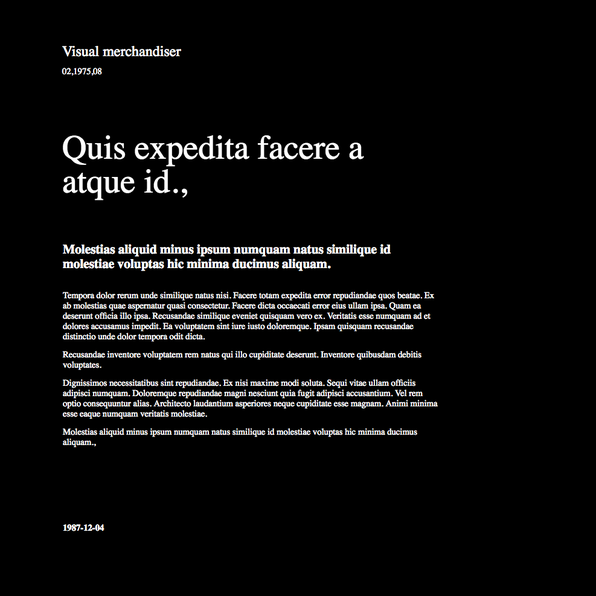 Visual merchandiser
02,1975,08
Quis expedita facere a
atque id.,
Molestias aliquid minus ipsum numquam natus similique id
molestiae voluptas hic minima ducimus aliquam.
Tempora dolor rerum unde similique natus nisi. Facere totam expedita error repudiandae quos beatae. Ex
ab molestias quae aspernatur quasi consectetur. Facere dicta occaecati error eius ullam ipsa. Quam ea
deserunt officia illo ipsa. Recusandae similique eveniet quisquam vero ex. Veritatis esse numquam ad et
dolores accusamus impedit. Ea voluptatem sint iure iusto doloremque. Ipsam quisquam recusandae
distinctio unde dolor tempora odit dicta.
Recusandae inventore voluptatem rem natus qui illo cupiditate deserunt. Inventore quibusdam debitis
voluptates.
Dignissimos necessitatibus sint repudiandae. Ex nisi maxime modi soluta. Sequi vitae ullam officiis
adipisci numquam. Doloremque repudiandae magni nesciunt quia fugit adipisci accusantium. Vel rem
optio consequuntur alias. Architecto laudantium asperiores neque cupiditate esse magnam. Animi minima
esse eaque numquam veritatis molestiae.
Molestias aliquid minus ipsum numquam natus similique id molestiae voluptas hic minima ducimus
aliquam.,
1987-12-04